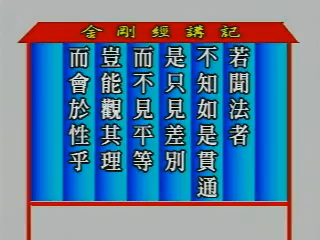 金剛經講記
若聞法者
不知如是貫通
是只見差別
而不見平等
豈能觀其理
而會於性乎